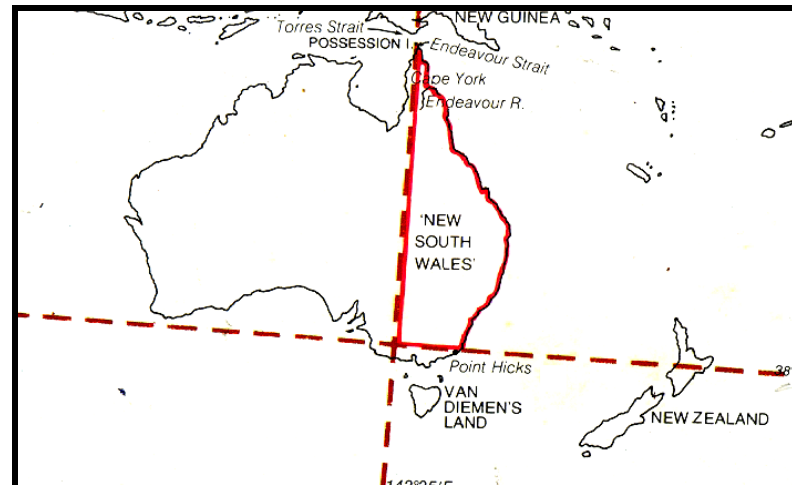 NEW GUINEA
Torres Strait
POSSESSION I.
Endeavour Strait
Cape York
Endeavour R.
'NEW
SOUTH
WALES'
Point Hicks
38°
VAN
DIEMEN'S
LAND
NEW ZEALAND